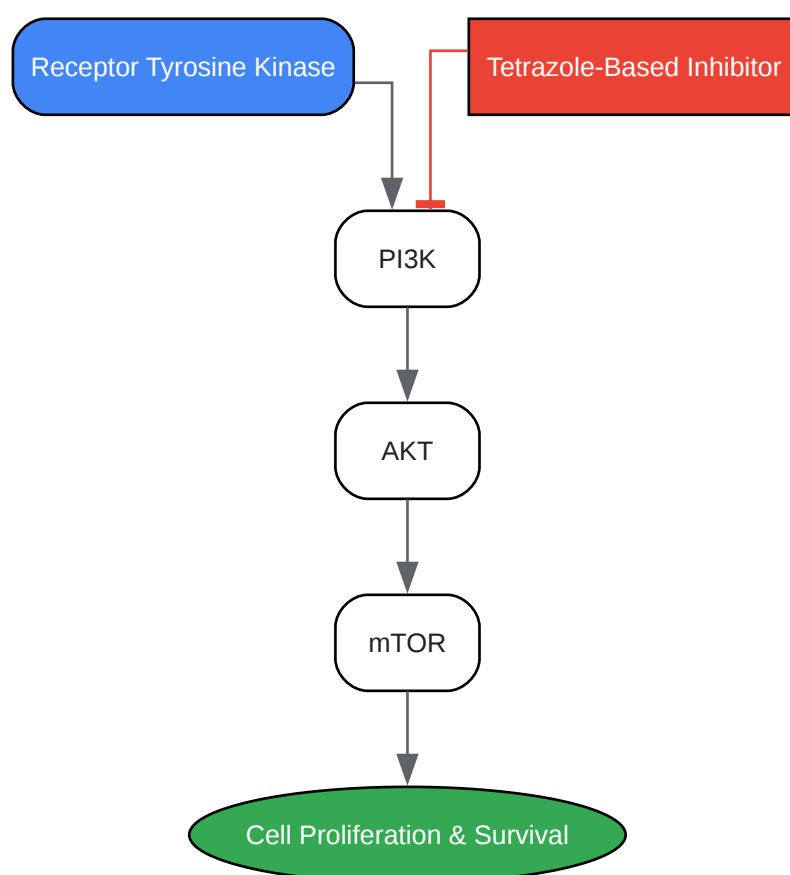 Receptor Tyrosine Kinase
Tetrazole-Based Inhibitor
PI3K
AKT
mTOR
Cell Proliferation & Survival